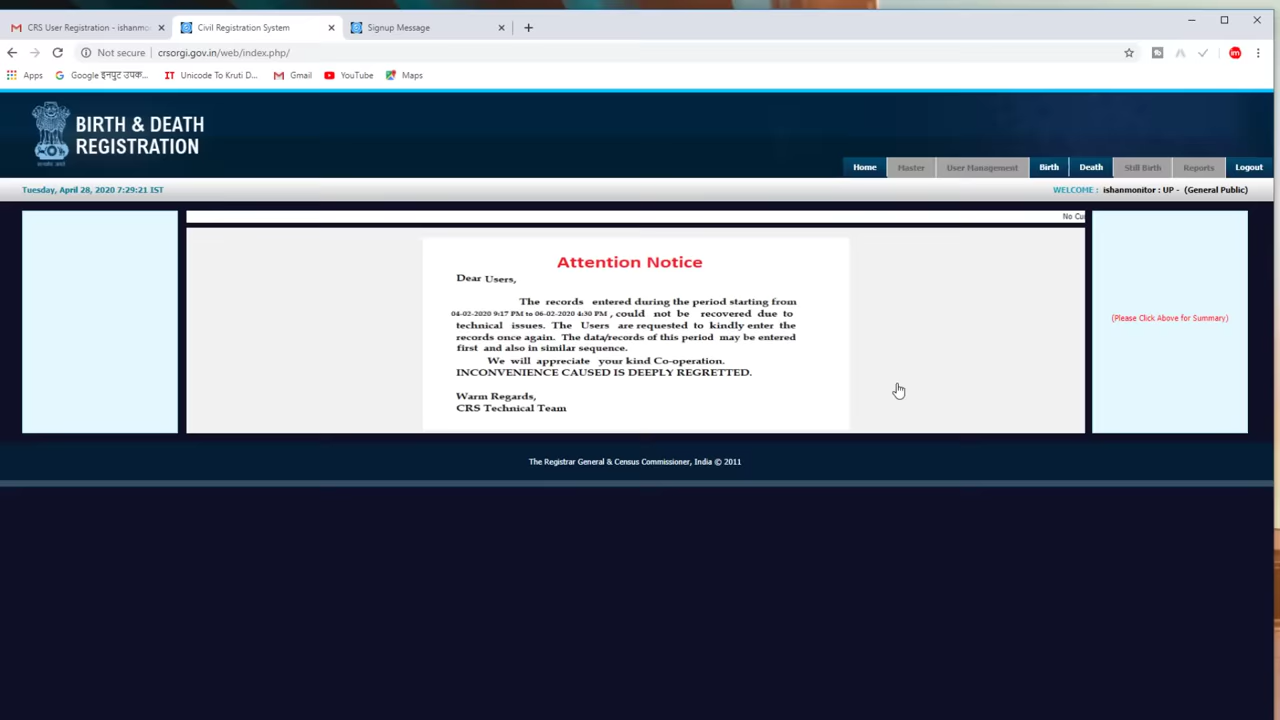 CRS User Registration - ishanmo
Civil Registration System
Signup Message
Not secure
crsorgi.gov.in/web/index.php/
Apps
Google इनपुट उपक...
Unicode To Kruti D...
Gmail
YouTube
Maps
BIRTH & DEATH
REGISTRATION
Home
Master
User Management
Birth
Death
Still Birth
Reports
Logout
Tuesday, April 28, 2020 7:29:21 IST
WELCOME : ishanmonitor : UP - (General Public)
No Cu
Attention Notice
Dear Users,
The records entered during the period starting from
04-02-2020 9:17 PM to 06-02-2020 4:30 PM , could not be recovered due to
technical issues. The Users are requested to kindly enter the
records once again. The data/records of this period may be entered
first and also in similar sequence.
We will appreciate your kind Co-operation.
INCONVENIENCE CAUSED IS DEEPLY REGRETTED.
Warm Regards,
CRS Technical Team
(Please Click Above for Summary)
The Registrar General & Census Commissioner, India © 2011